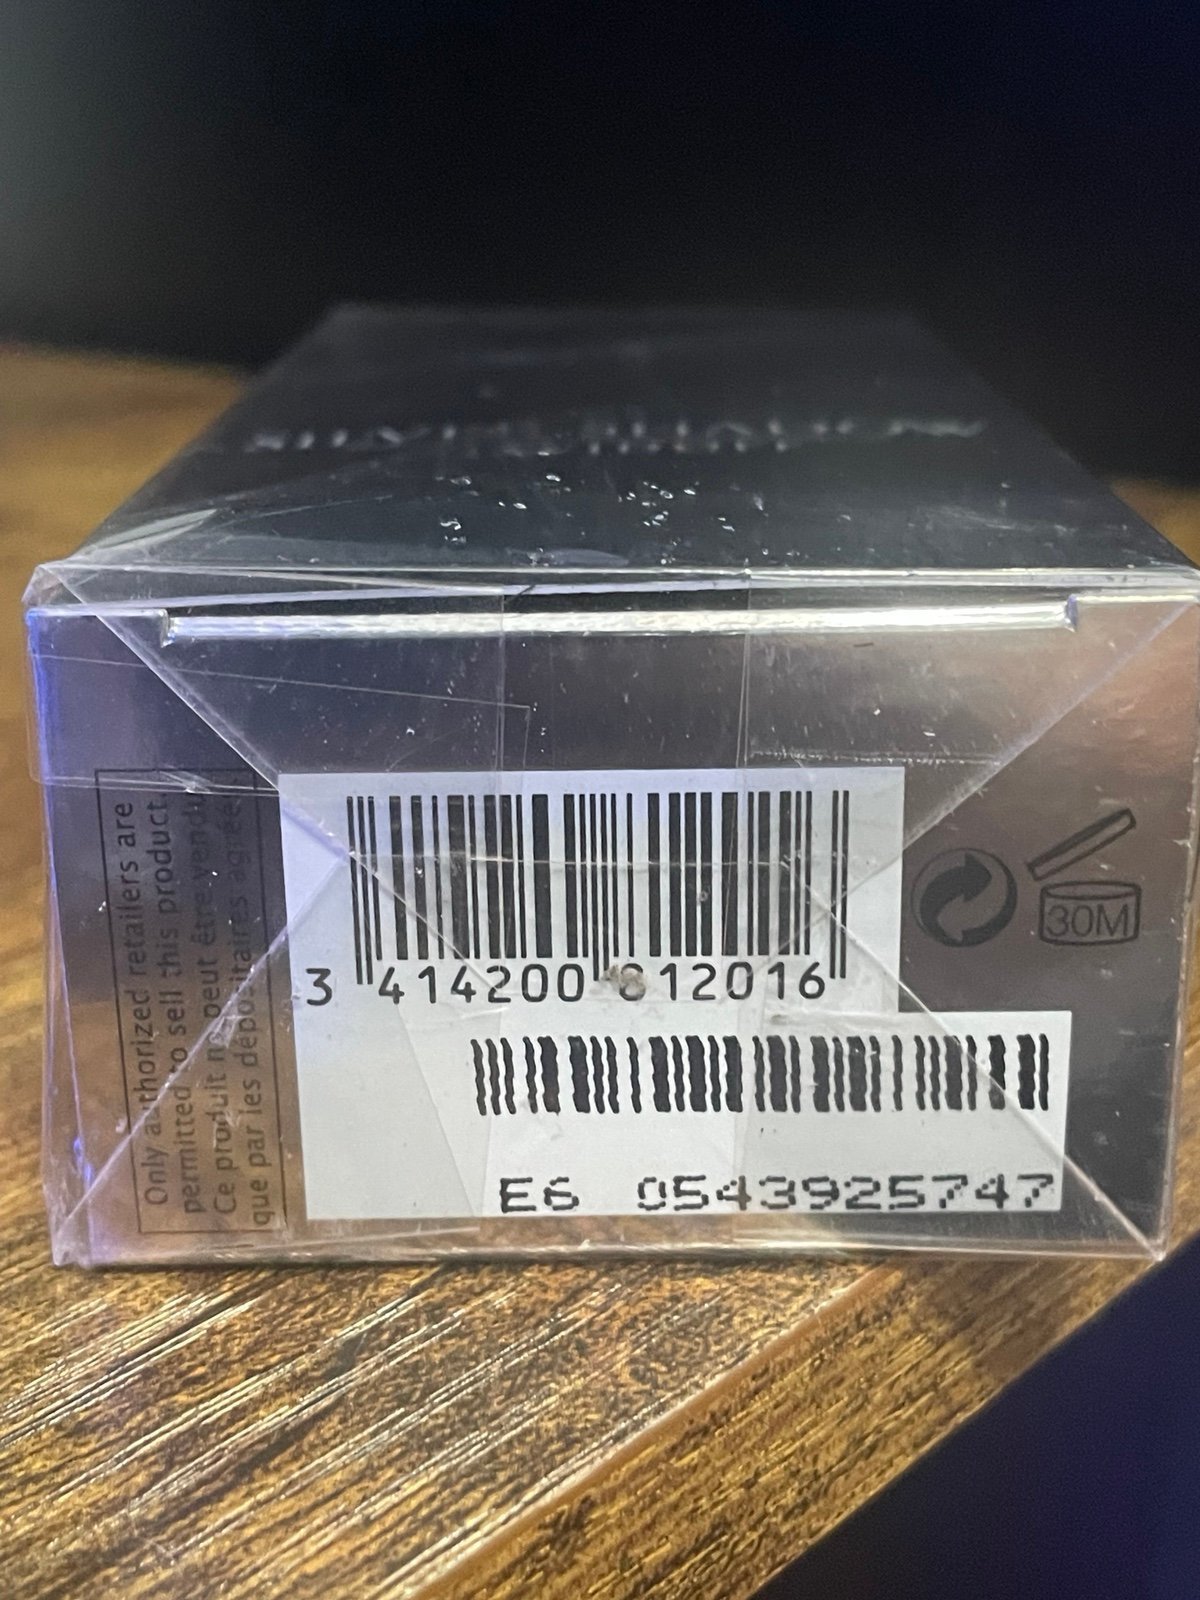 Only authorized retailers are
permitted to sell this product.
Ce produit ne peut être vendu
que par les dépositaires agréés
3 414200 812016
30M
E6 0543925747